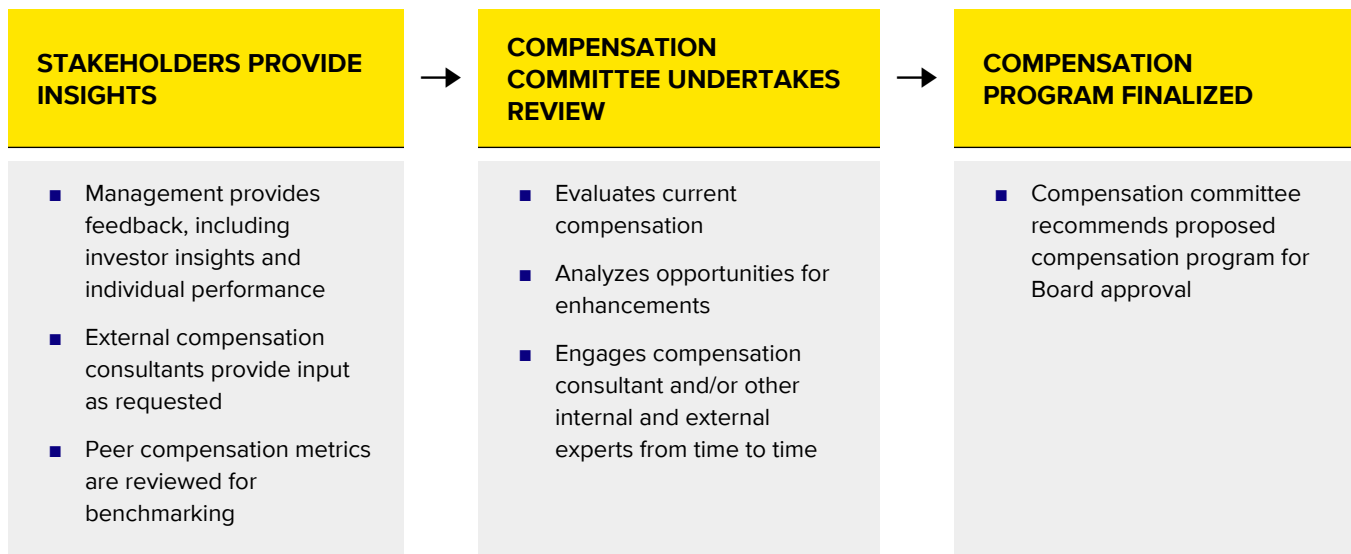 STAKEHOLDERS PROVIDE
INSIGHTS
■ Management provides
feedback, including
investor insights and
individual performance
■ External compensation
consultants provide input
as requested
■ Peer compensation metrics
are reviewed for
benchmarking
COMPENSATION
COMMITTEE UNDERTAKES
REVIEW
■ Evaluates current
compensation
■ Analyzes opportunities for
enhancements
■ Engages compensation
consultant and/or other
internal and external
experts from time to time
COMPENSATION
PROGRAM FINALIZED
■ Compensation committee
recommends proposed
compensation program for
Board approval